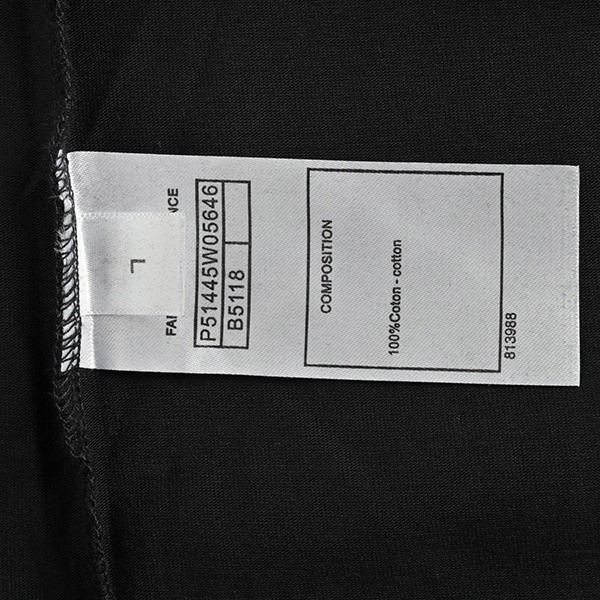 L
P51445W05646
B5118
COMPOSITION
100%Coton - cotton
813988